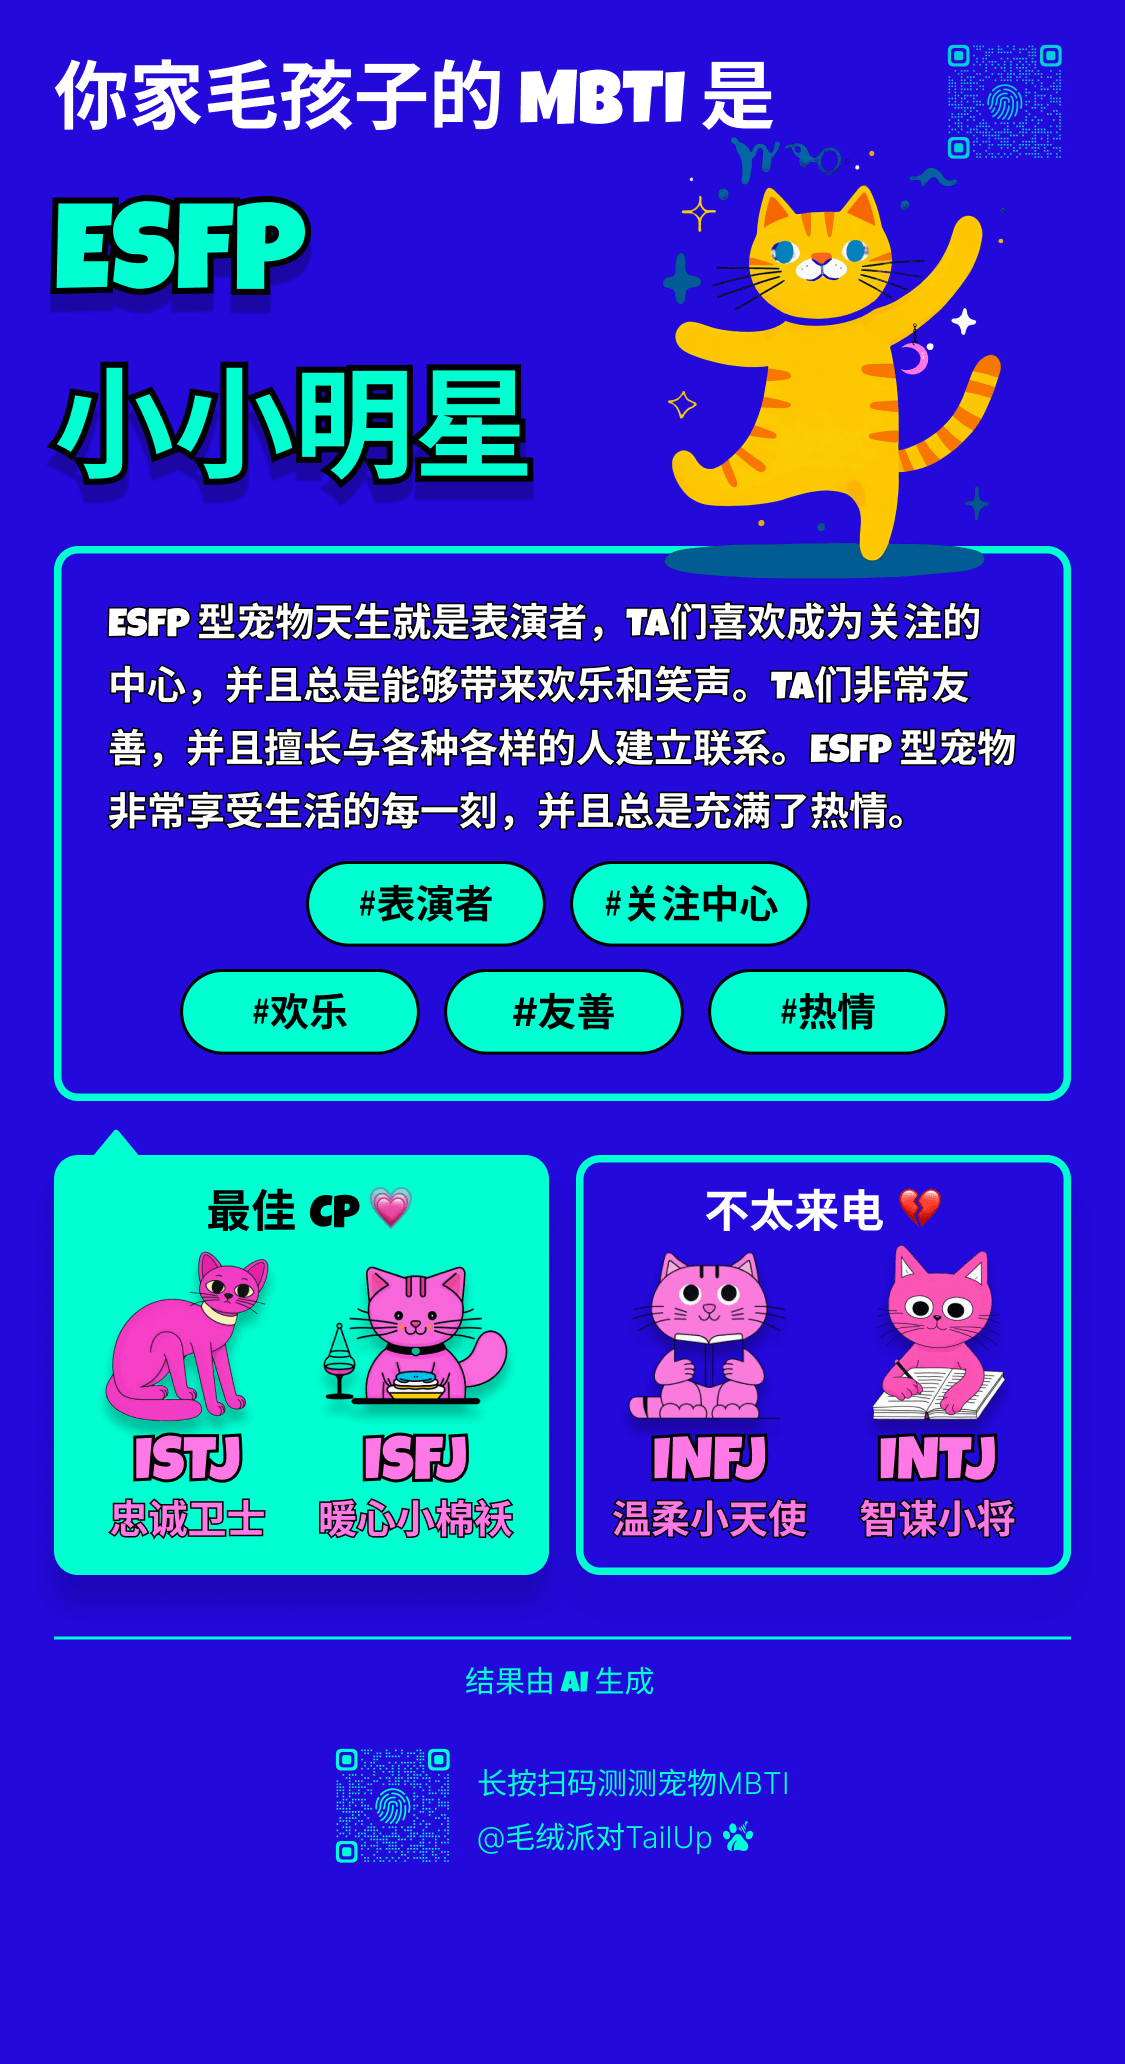 你家毛孩子的 MBTI 是
ESFP
小小明星
ESFP 型宠物天生就是表演者，TA们喜欢成为关注的
中心，并且总是能够带来欢乐和笑声。TA们非常友
善，并且擅长与各种各样的人建立联系。ESFP 型宠物
非常享受生活的每一刻，并且总是充满了热情。
#表演者
#关注中心
#欢乐
#友善
#热情
最佳 CP💗
ISTJ
忠诚卫士
ISFJ
暖心小棉袄
不太来电 💔
INFJ
温柔小天使
INTJ
智谋小将
结果由 AI 生成
长按扫码测测宠物MBTI
@毛绒派对TailUp